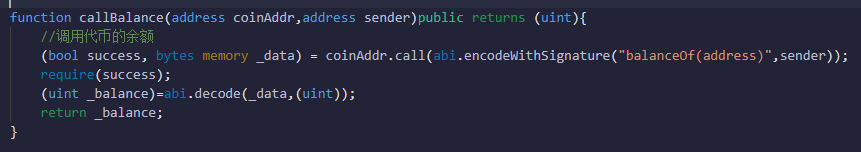 function callBalance(address coinAddr,address sender)public returns (uint){
//调用代币的余额
(bool success, bytes memory _data) = coinAddr.call(abi.encodeWithSignature("balanceOf(address)",sender));
require(success);
(uint _balance)=abi.decode(_data,(uint));
return _balance;
}